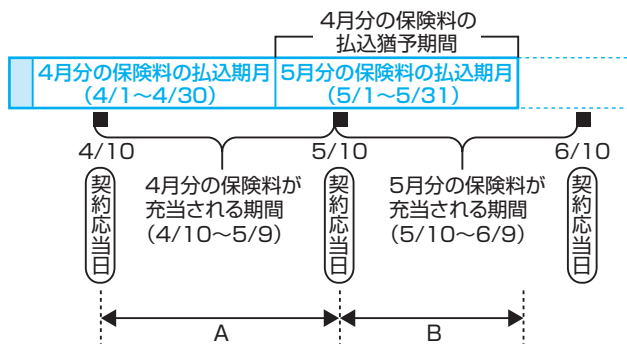 4月分の保険料の
払込猶予期間
4月分の保険料の払込期月
(4/1~4/30)
5月分の保険料の払込期月
(5/1~5/31)
4/10
5/10
6/10
契約応当日
4月分の保険料が
充当される期間
(4/10~5/9)
契約応当日
5月分の保険料が
充当される期間
(5/10~6/9)
契約応当日
A
B